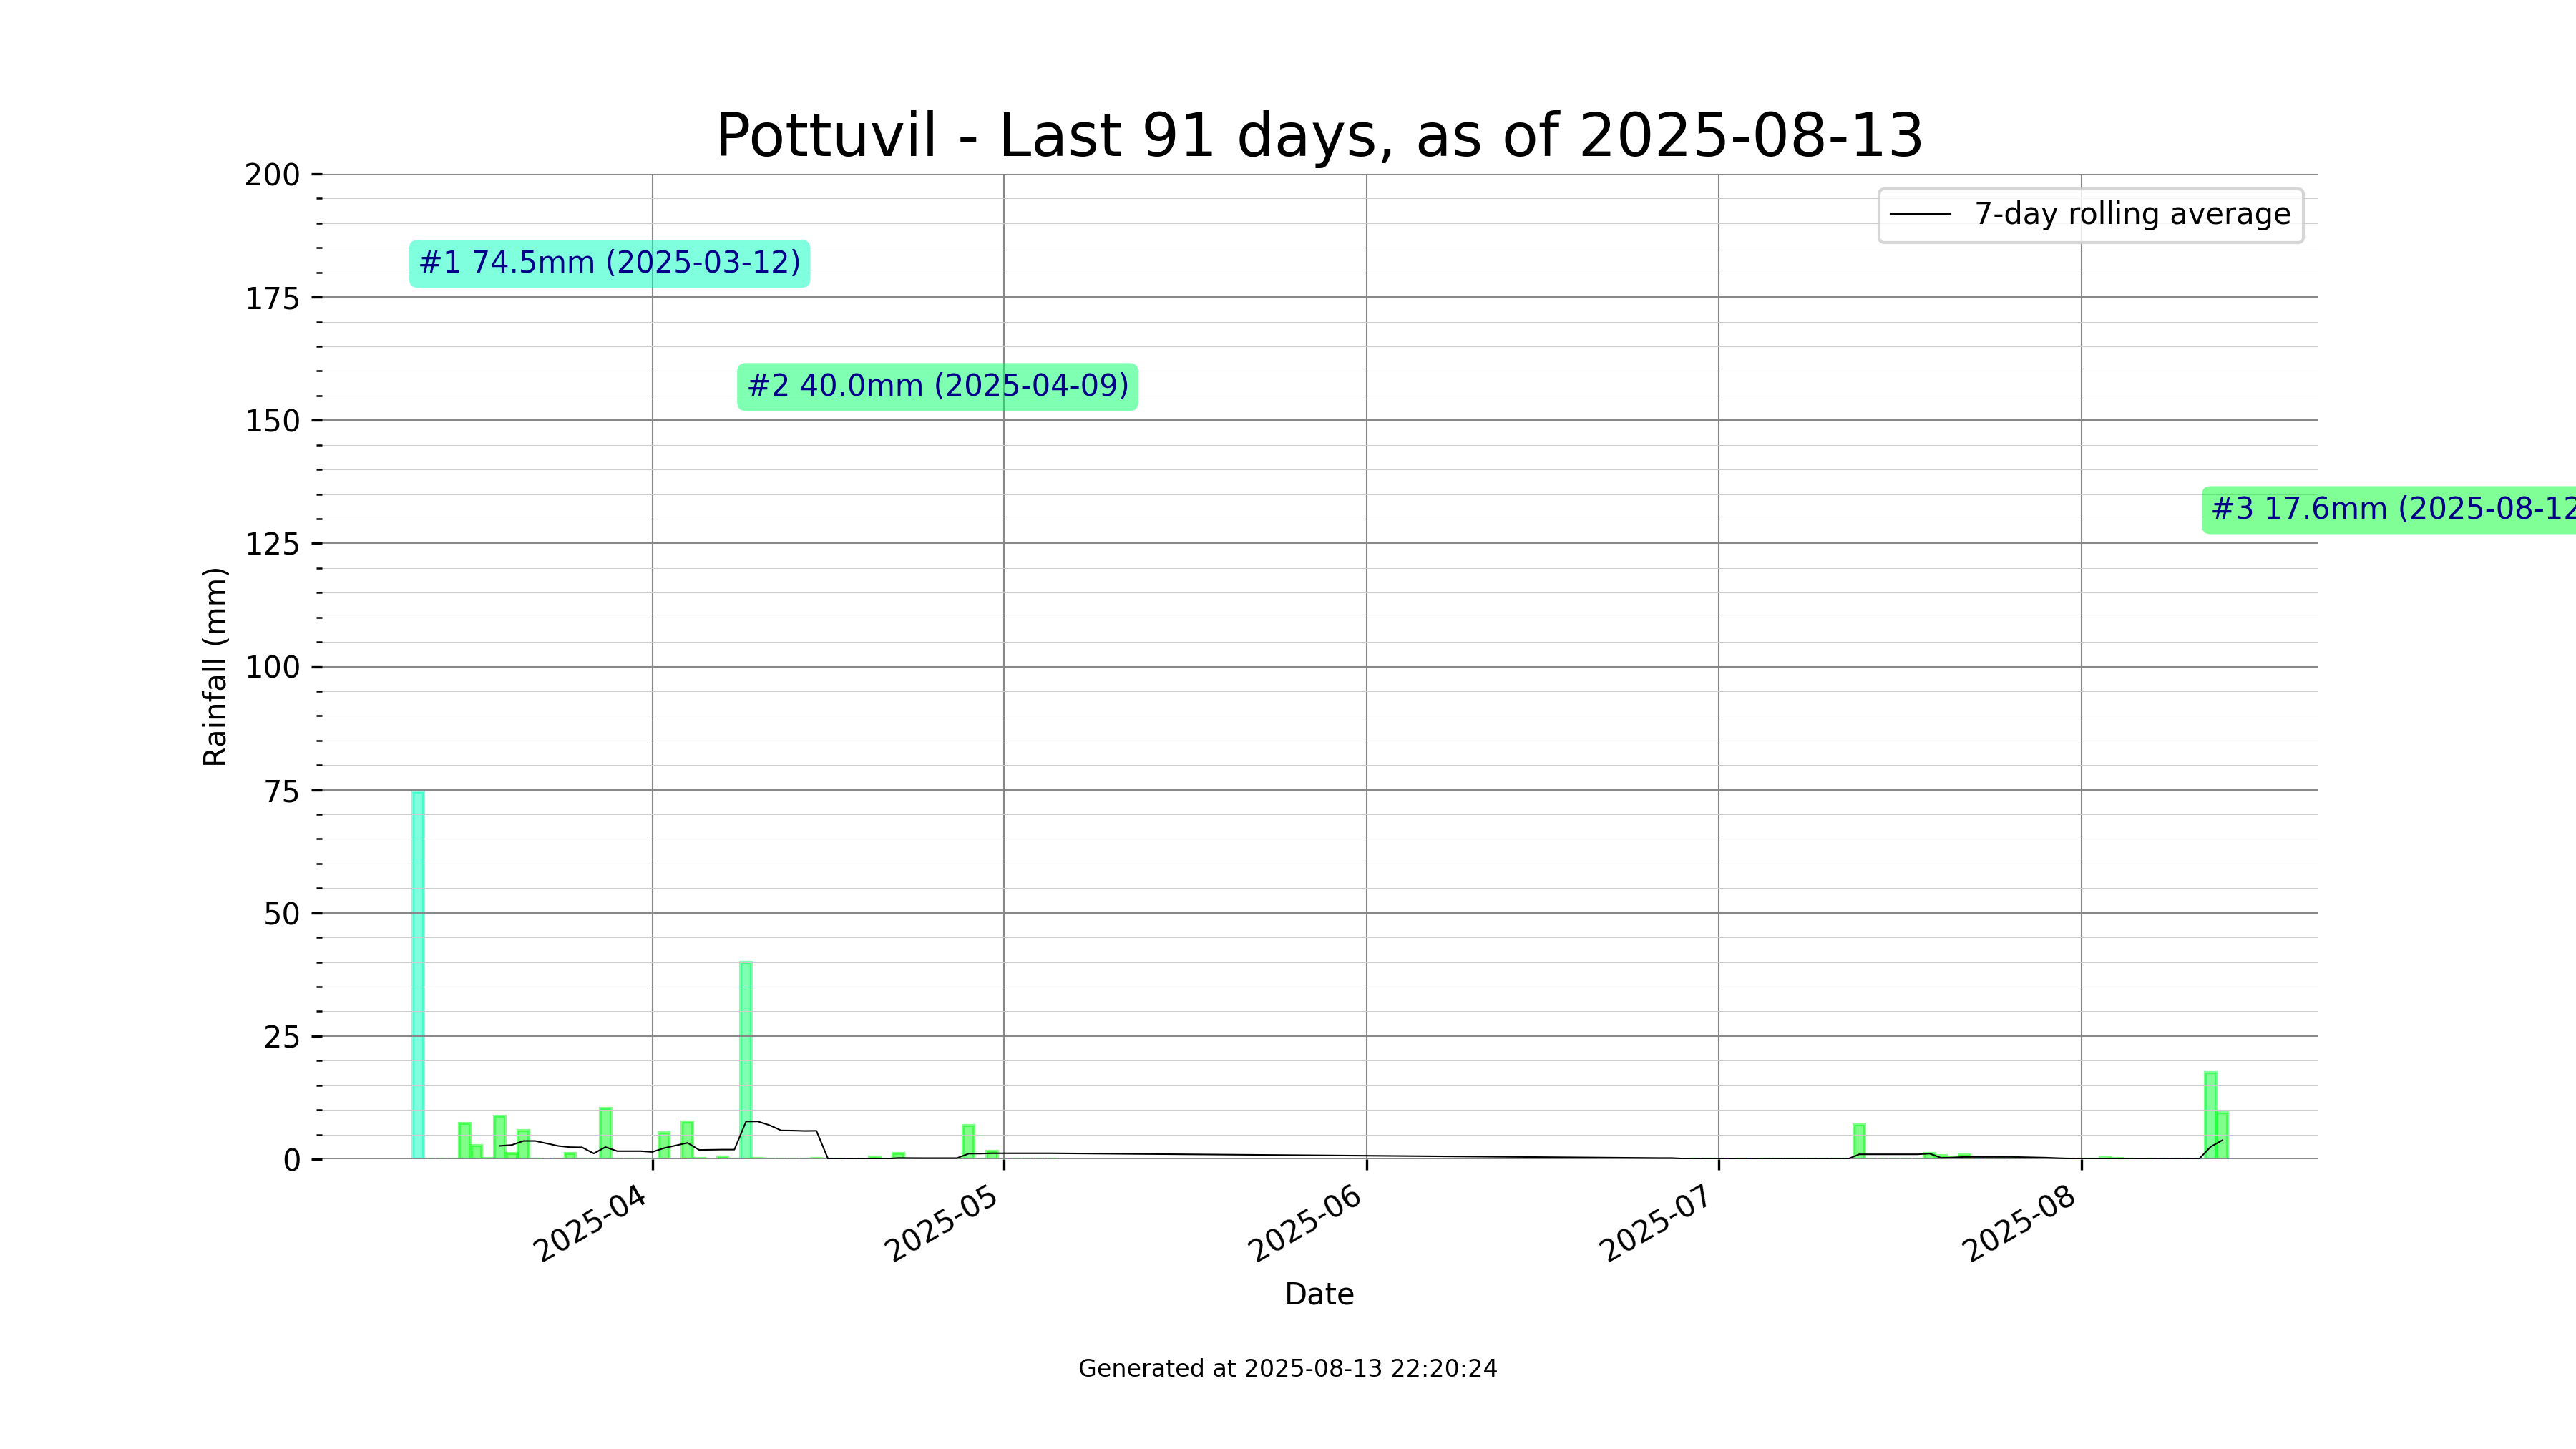 Pottuvil - Last 91 days, as of 2025-08-13
200
175
150
125
100
75
50
25
0
Rainfall (mm)
7-day rolling average
#1 74.5mm (2025-03-12)
#2 40.0mm (2025-04-09)
#3 17.6mm (2025-08-12
2025-04
2025-05
2025-06
2025-07
2025-08
Date
Generated at 2025-08-13 22:20:24